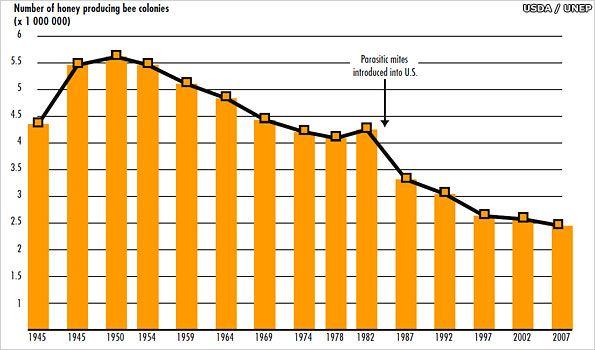 Number of honey producing bee colonies
(x 1 000 000)
USDA / UNEP
6
5.5
5
4.5
4
3.5
3
2.5
2
1.5
1
Parasitic mites
introduced into U.S.
1945 1945 1950 1954 1959 1964 1969 1974 1978 1982 1987 1992 1997 2002 2007